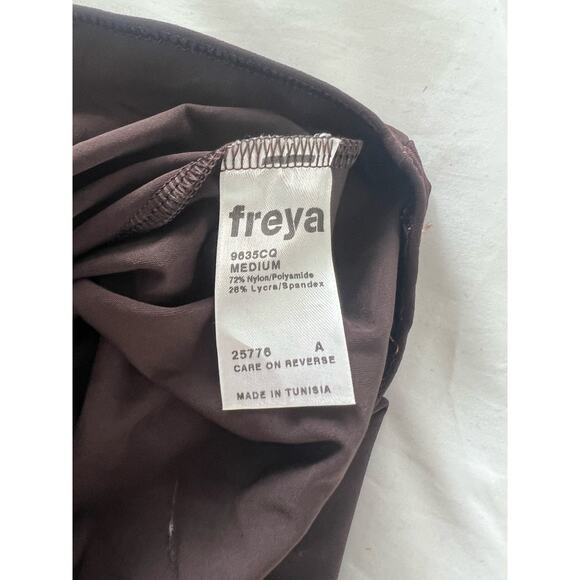 freya
9635CQ
MEDIUM
72% Nylon/Polyamide
28% Lycra/Spandex
25776 A
CARE ON REVERSE
MADE IN TUNISIA